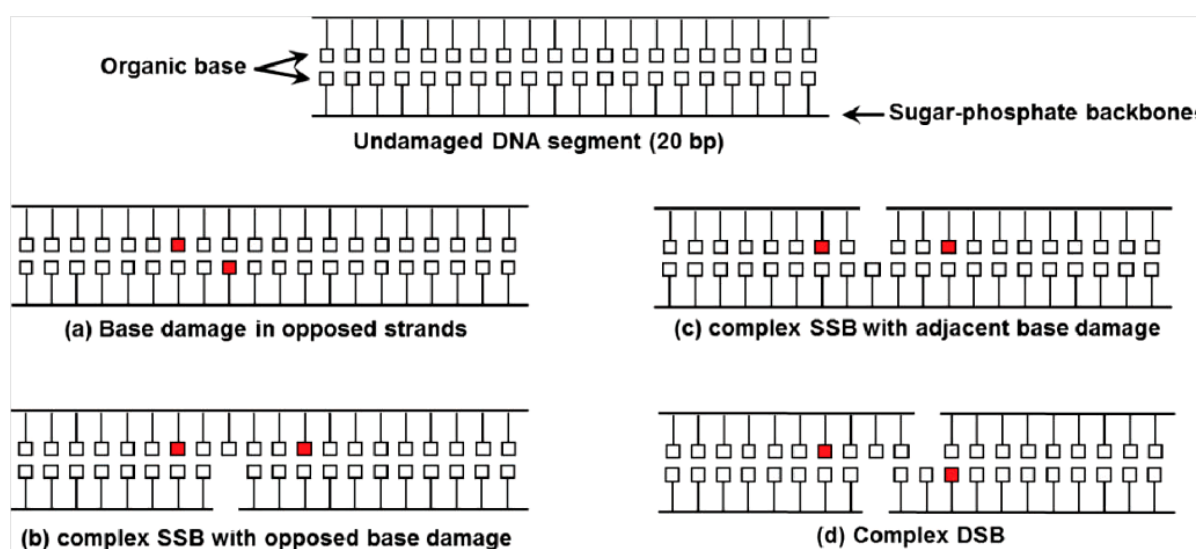 Organic base
Sugar-phosphate backbones
Undamaged DNA segment (20 bp)
(a) Base damage in opposed strands
(c) complex SSB with adjacent base damage
(b) complex SSB with opposed base damage
(d) Complex DSB